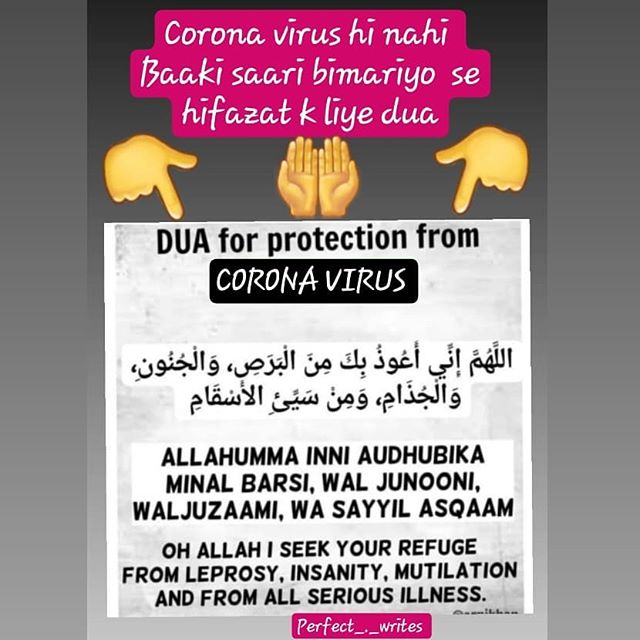 Corona virus hi nahi
Baaki saari bimariyo se
hifazat k liye dua
DUA for protection from
CORONA VIRUS
اللَّهُمَّ إِنِّي أَعُوذُ بِكَ مِنَ الْبَرَصِ، وَالْجُنُونِ،
وَالْجُذَامِ، وَمِنْ سَيِّئِ الأَسْقَامِ
ALLAHUMMA INNI AUDHUBIKA
MINAL BARSI, WAL JUNOONI,
WALJUZAAMI, WA SAYYIL ASQAAM
OH ALLAH I SEEK YOUR REFUGE
FROM LEPROSY, INSANITY, MUTILATION
AND FROM ALL SERIOUS ILLNESS.
Perfect_._writes